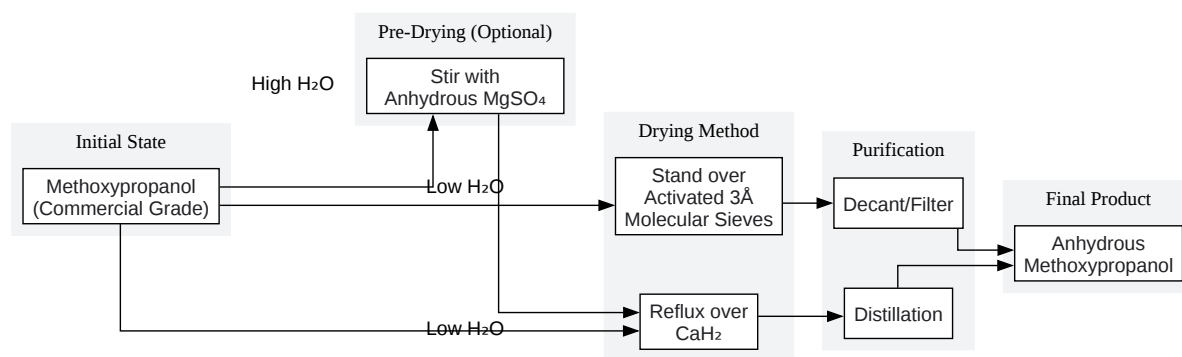 Pre-Drying (Optional)
High H₂O
Stir with
Anhydrous MgSO₄
Initial State
Methoxypropanol
(Commercial Grade)
Low H₂O
Low H₂O
Drying Method
Stand over
Activated 3Å
Molecular Sieves
Reflux over
CaH₂
Purification
Decant/Filter
Distillation
Final Product
Anhydrous
Methoxypropanol